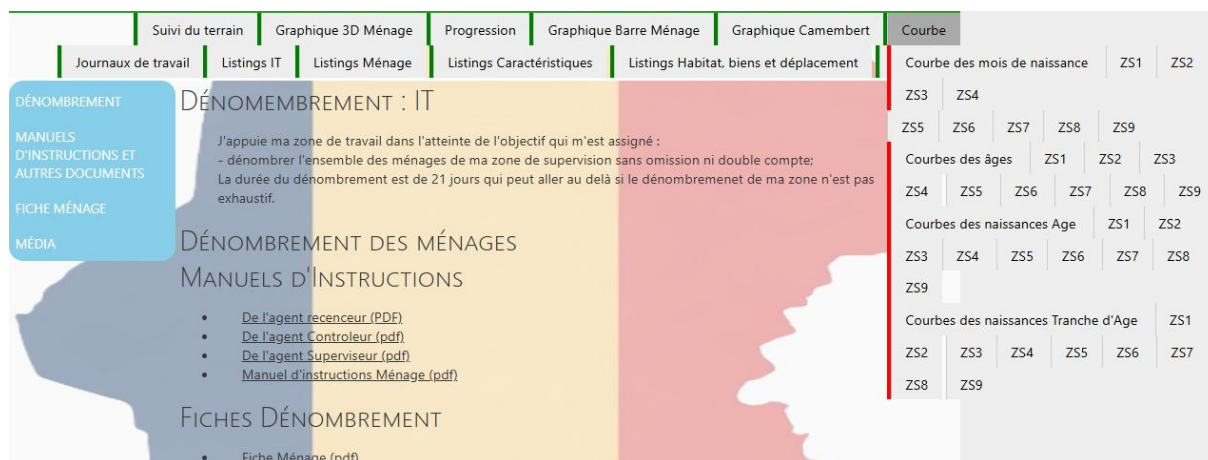 Suivi du terrain Graphique 3D Ménage Progression Graphique Barre Ménage Graphique Camembert Courbe
Journaux de travail Listings IT Listings Ménage Listings Caractéristiques Listings Habitat, biens et déplacement
Courbe des mois de naissance ZS1 ZS2
ZS3 ZS4
ZS5 ZS6 ZS7 ZS8 ZS9
Courbes des âges ZS1 ZS2 ZS3
ZS4 ZS5 ZS6 ZS7 ZS8 ZS9
Courbes des naissances Age ZS1 ZS2
ZS3 ZS4 ZS5 ZS6 ZS7 ZS8
ZS9
Courbes des naissances Tranche d'Age ZS1
ZS2 ZS3 ZS4 ZS5 ZS6 ZS7
ZS8 ZS9
DÉNOMBREMENT
MANUELS
D'INSTRUCTIONS ET
AUTRES DOCUMENTS
FICHE MÉNAGE
MÉDIA
Dénomembrement : IT
J'appuie ma zone de travail dans l'atteinte de l'objectif qui m'est assigné :
- dénombrer l'ensemble des ménages de ma zone de supervision sans omission ni double compte;
La durée du dénombrement est de 21 jours qui peut aller au delà si le dénombremenet de ma zone n'est pas
exhaustif.
Dénombrement des ménages
Manuels d'Instructions
• De l'agent recenceur (PDF)
• De l'agent Controleur (pdf)
• De l'agent Superviseur (pdf)
• Manuel d'instructions Ménage (pdf)
Fiches Dénombrement
• Fiche Ménage (pdf)